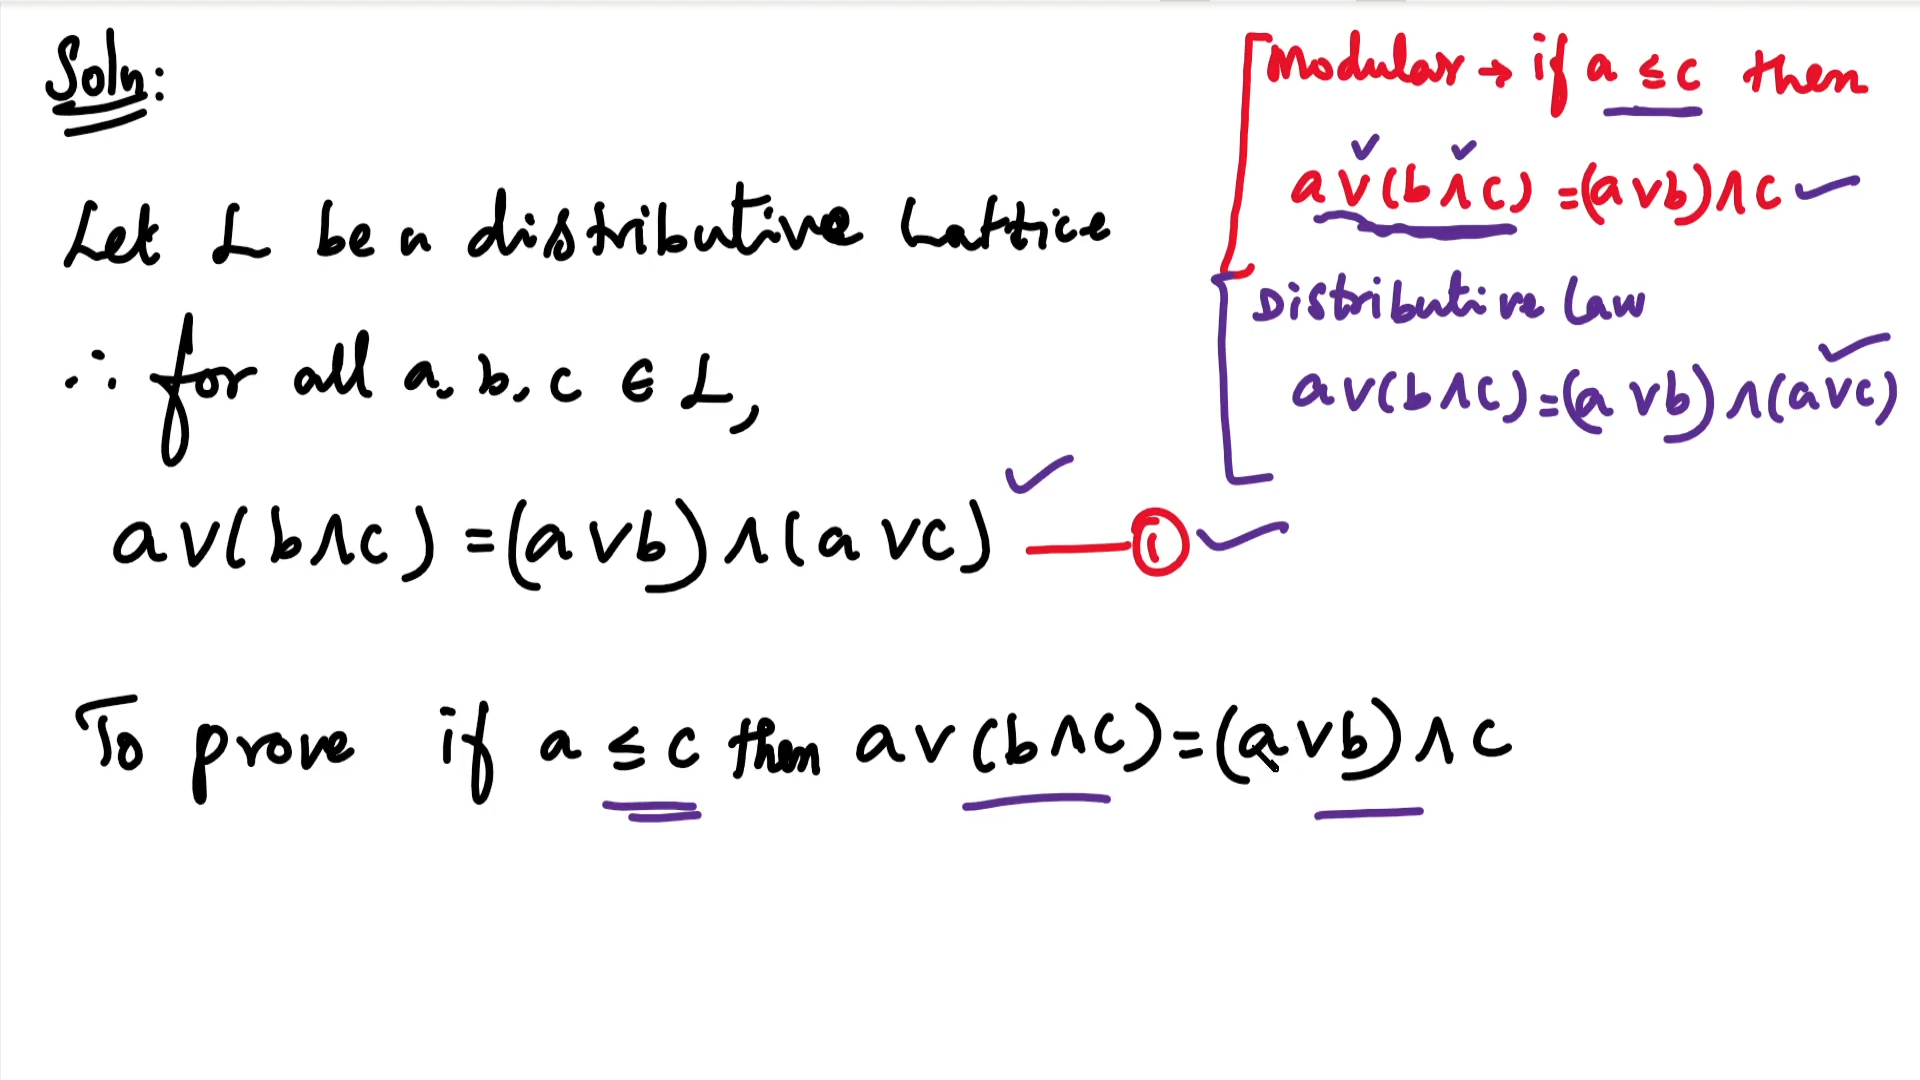 Soln:
Modular → if a ≤ c then
a ∨ (b ∧ c) = (a ∨ b) ∧ c
Distributive Law
a ∨ (b ∧ c) = (a ∨ b) ∧ (a ∨ c)
Let L be a distributive Lattice
∴ for all a, b, c ∈ L,
a ∨ (b ∧ c) = (a ∨ b) ∧ (a ∨ c) — ①
To prove if a ≤ c then a ∨ (b ∧ c) = (a ∨ b) ∧ c